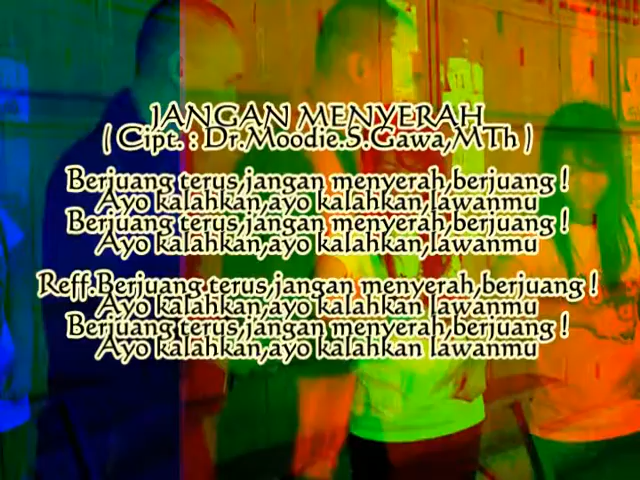 JANGAN MENYERAH
( Cipt. : Dr.Moodie.S.Gawa,MTh )
Berjuang terus,jangan menyerah,berjuang !
Ayo kalahkan,ayo kalahkan,lawanmu
Berjuang terus,jangan menyerah,berjuang !
Ayo kalahkan,ayo kalahkan,lawanmu
Reff.Berjuang terus,jangan menyerah,berjuang !
Ayo kalahkan,ayo kalahkan lawanmu
Berjuang terus,jangan menyerah,berjuang !
Ayo kalahkan,ayo kalahkan lawanmu